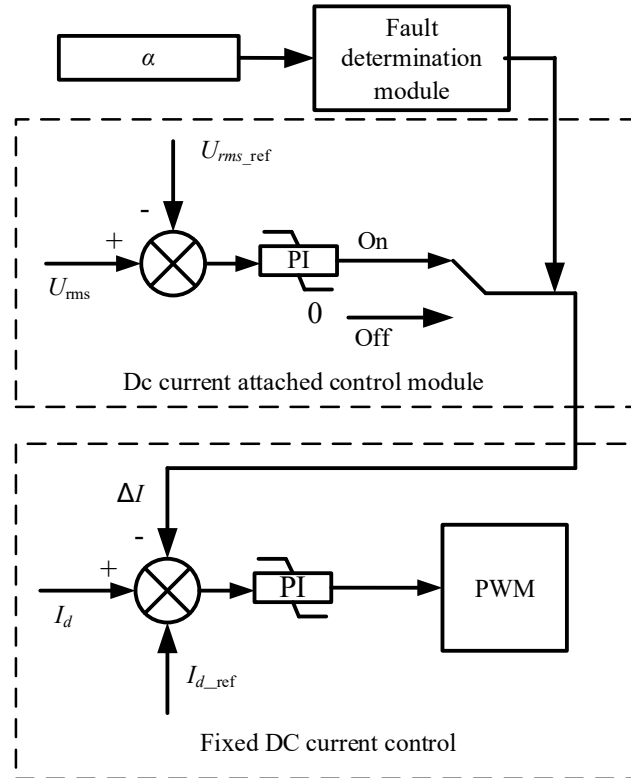 α
Fault
determination
module
U_rms_ref
-
+
U_rms
PI
On
0
Off
Dc current attached control module
ΔI
-
+
I_d
PI
PWM
I_d_ref
Fixed DC current control